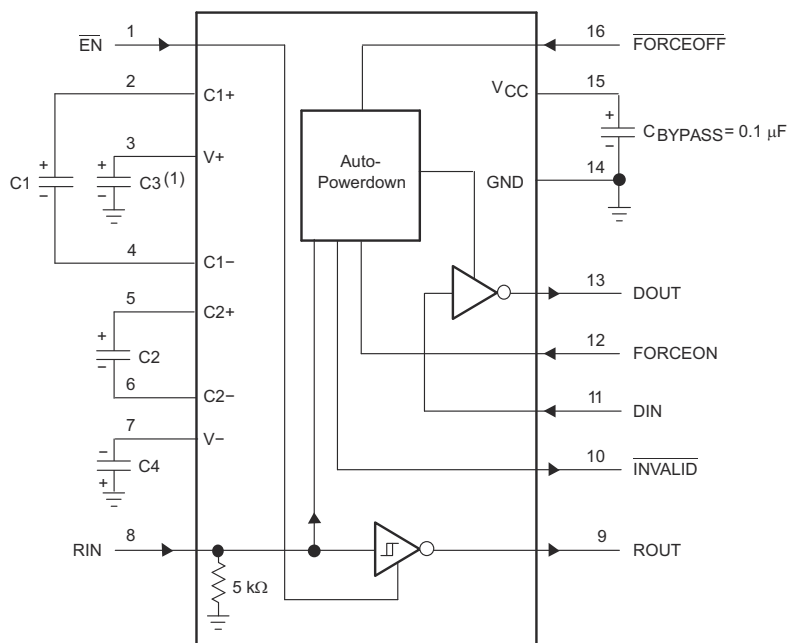 EN 1
16 FORCEOFF
2 C1+
VCC 15
+ CBYPASS = 0.1 µF
−
3 V+
Auto-
Powerdown
C1 + −
+ C3(1) −
GND 14
4 C1−
5 C2+
13 DOUT
+ C2 −
12 FORCEON
6 C2−
11 DIN
7 V−
− C4 +
10 INVALID
RIN 8
9 ROUT
5 kΩ